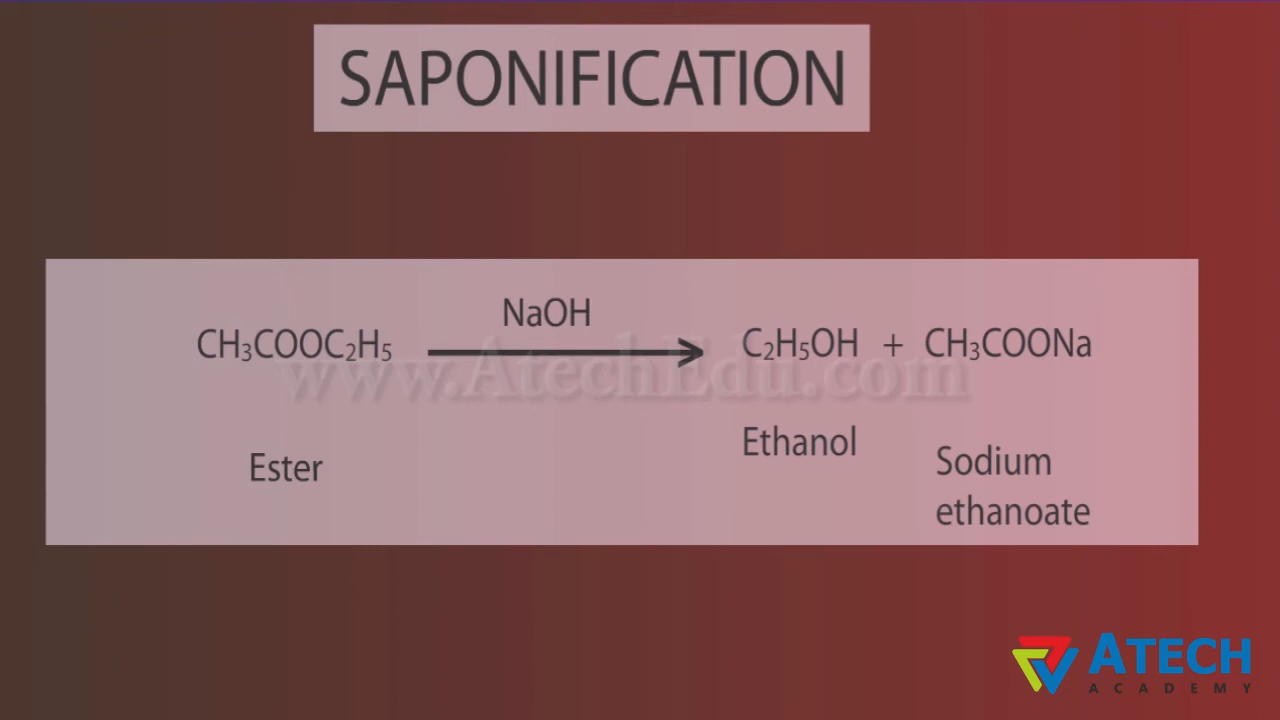 SAPONIFICATION
NaOH
CH₃COOC₂H₅ → C₂H₅OH + CH₃COONa
www.AtechEdu.com
Ester
Ethanol
Sodium
ethanoate
ATECH
ACADEMY